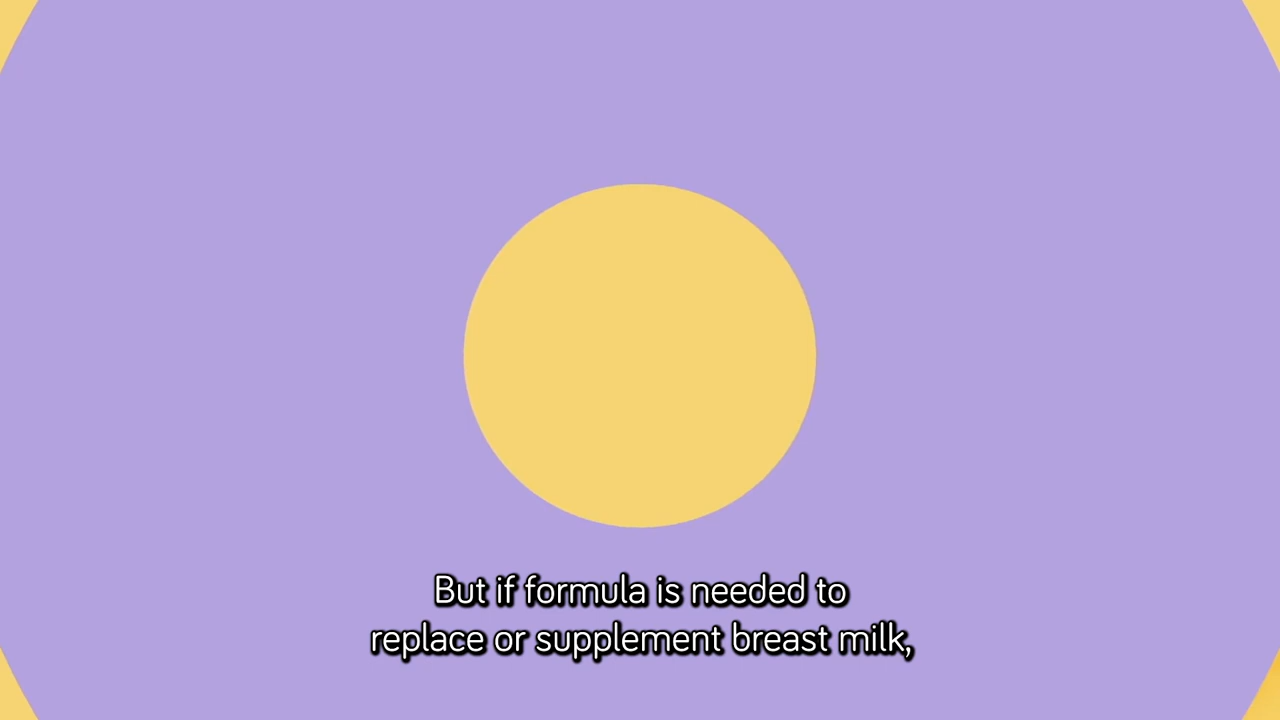 But if formula is needed to
replace or supplement breast milk,